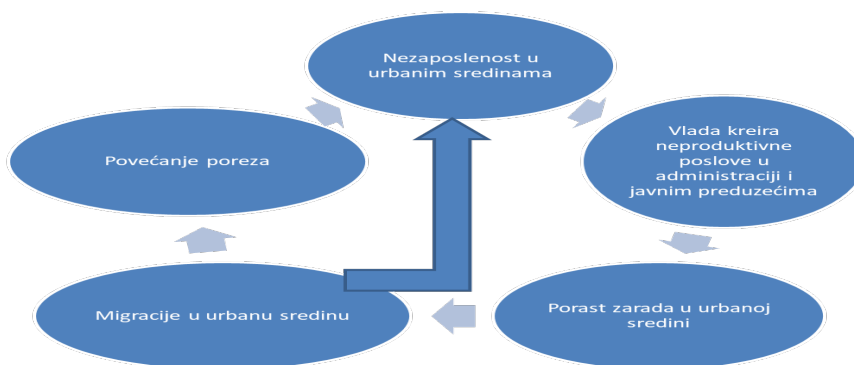 Nezaposlenost u
urbanim sredinama
Vlada kreira
neproduktivne
poslove u
administraciji i
javnim preduzećima
Porast zarada u urbanoj
sredini
Migracije u urbanu sredinu
Povećanje poreza